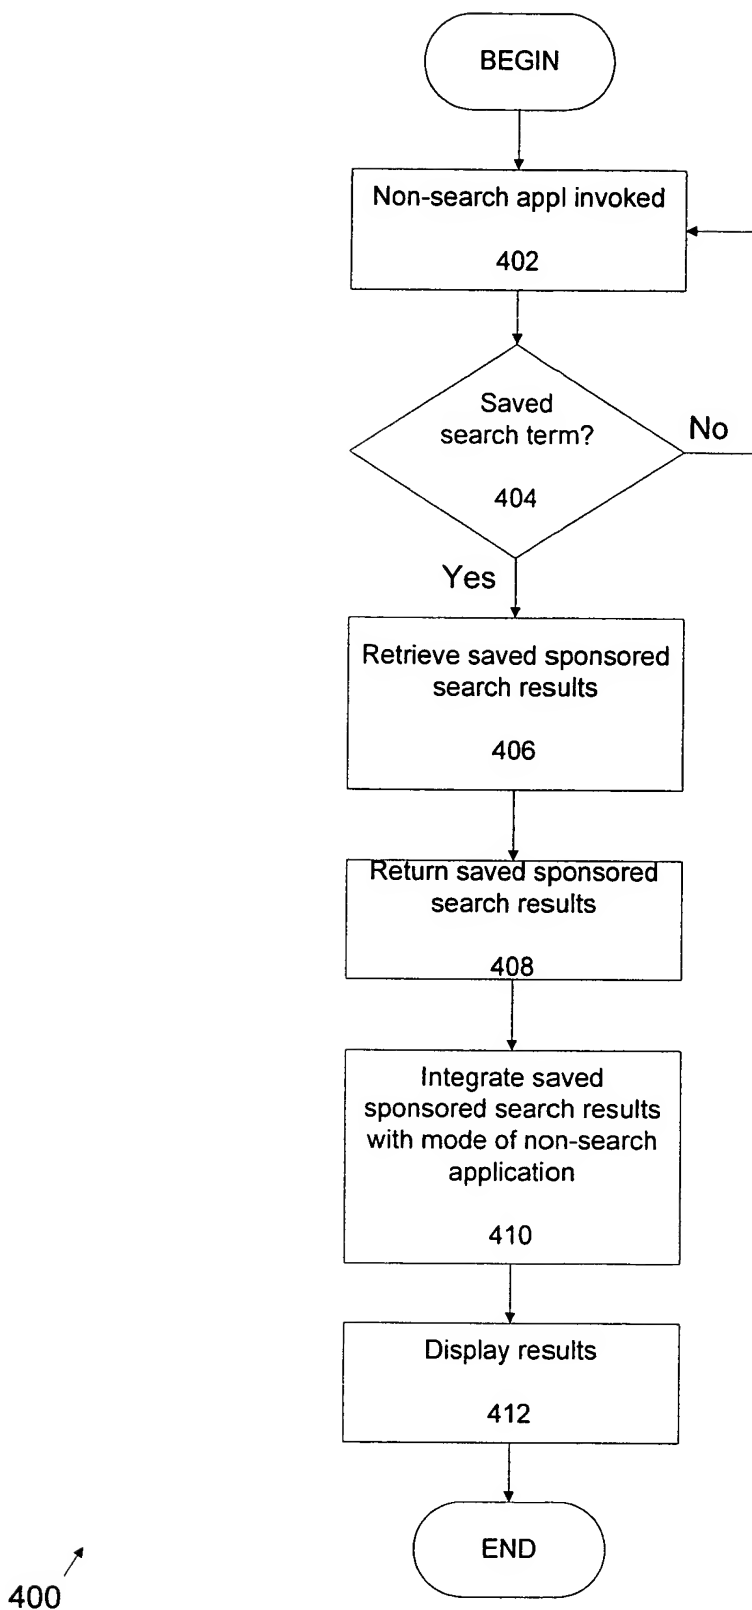 BEGIN
Non-search appl invoked
402
Saved
search term?
404
No
Yes
Retrieve saved sponsored
search results
406
Return saved sponsored
search results
408
Integrate saved
sponsored search results
with mode of non-search
application
410
Display results
412
END
400